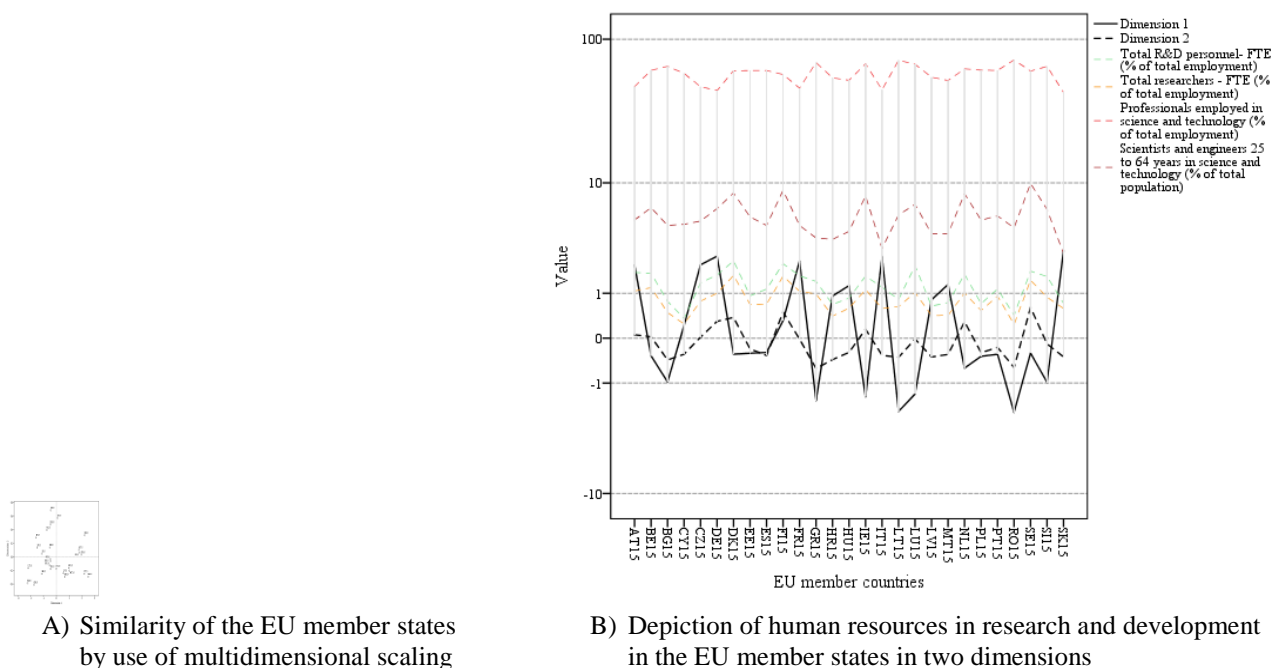 100
10
1
0
-1
-10
Value
AT15
BE15
BG15
CY15
CZ15
DE15
DK15
EE15
ES15
FI15
FR15
GR15
HR15
HU15
IE15
IT15
LT15
LU15
LV15
MT15
NL15
PL15
PT15
RO15
SE15
SI15
SK15
EU member countries
Dimension 1
Dimension 2
Total R&D personnel- FTE
(% of total employment)
Total researchers - FTE (%
of total employment)
Professionals employed in
science and technology (%
of total employment)
Scientists and engineers 25
to 64 years in science and
technology (% of total
population)
A) Similarity of the EU member states
by use of multidimensional scaling
B) Depiction of human resources in research and development
in the EU member states in two dimensions